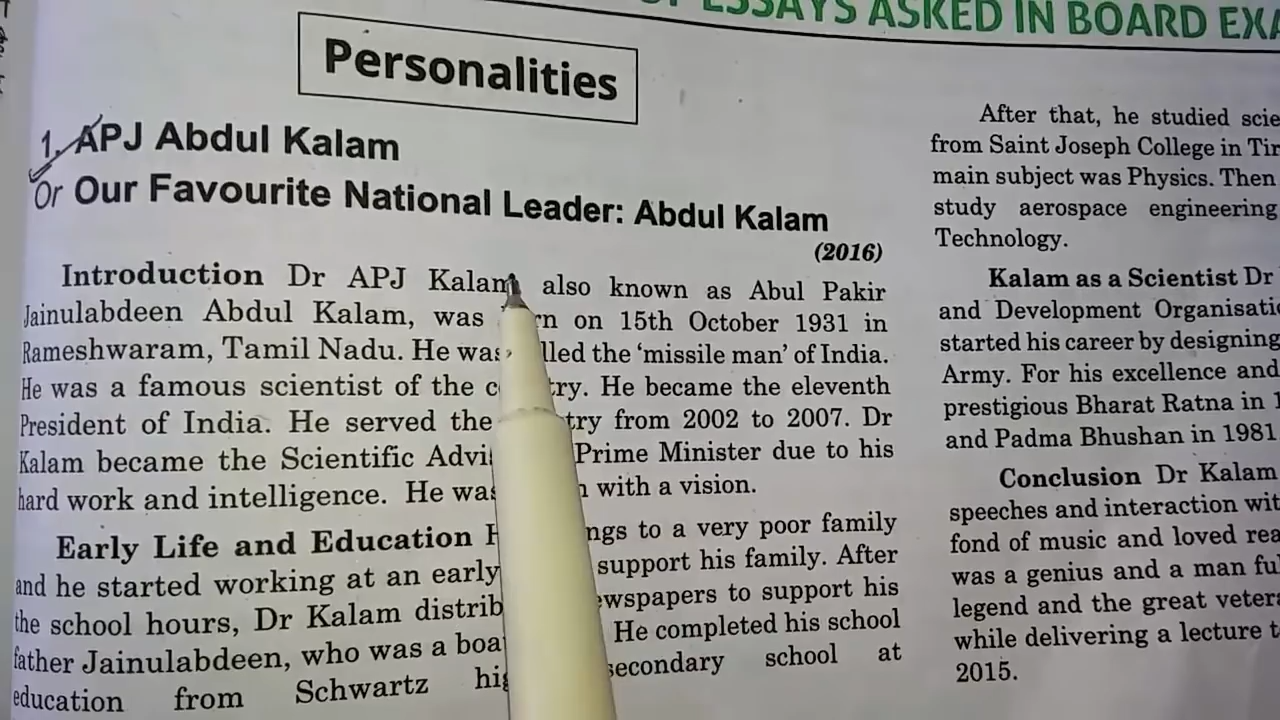 ESSAYS ASKED IN BOARD
Personalities
1. APJ Abdul Kalam
Or Our Favourite National Leader: Abdul Kalam
(2016)
Introduction Dr APJ Kalam also known as Abul Pakir
Jainulabdeen Abdul Kalam, was on 15th October 1931 in
Rameshwaram, Tamil Nadu. He was the ‘missile man’ of India.
He was a famous scientist of the He became the eleventh
President of India. He served the from 2002 to 2007. Dr
Kalam became the Scientific Prime Minister due to his
hard work and intelligence. He with a vision.
Early Life and Education to a very poor family
and he started working at an early support his family. After
the school hours, Dr Kalam newspapers to support his
father Jainulabdeen, who was a He completed his school
education from Schwartz secondary school at
After that, he studied
from Saint Joseph College in
main subject was Physics. Then
study aerospace engineering
Technology.
Kalam as a Scientist Dr
and Development
started his career by designing
Army. For his excellence and
prestigious Bharat Ratna in
and Padma Bhushan in 1981
Conclusion Dr Kalam
speeches and interaction
fond of music and loved
was a genius and a man
legend and the great
while delivering a lecture
2015.